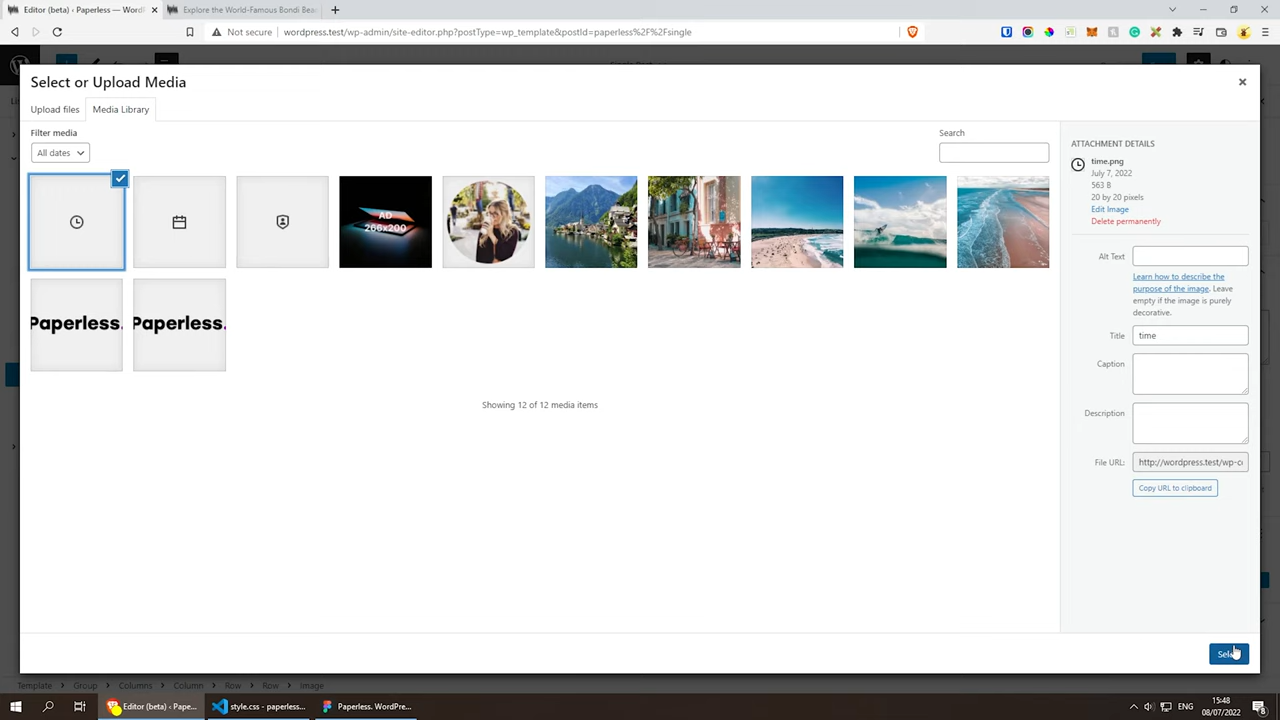 Editor (beta) ‹ Paperless — WordP
Explore the World-Famous Bondi Bea
Not secure
wordpress.test/wp-admin/site-editor.php?postType=wp_template&postId=paperless%2F%2Fsingle
Select or Upload Media
Upload files
Media Library
Filter media
All dates
Search
AD
266x200
Paperless.
Paperless.
Showing 12 of 12 media items
ATTACHMENT DETAILS
time.png
July 7, 2022
563 B
20 by 20 pixels
Edit Image
Delete permanently
Alt Text
Learn how to describe the
purpose of the image. Leave
empty if the image is purely
decorative.
Title
time
Caption
Description
File URL:
http://wordpress.test/wp-co
Copy URL to clipboard
Template > Group > Columns > Column > Row > Row > Image
Editor (beta) ‹ Pape...
style.css - paperless...
Paperless. WordPre...
ENG
15:48
08/07/2022
8